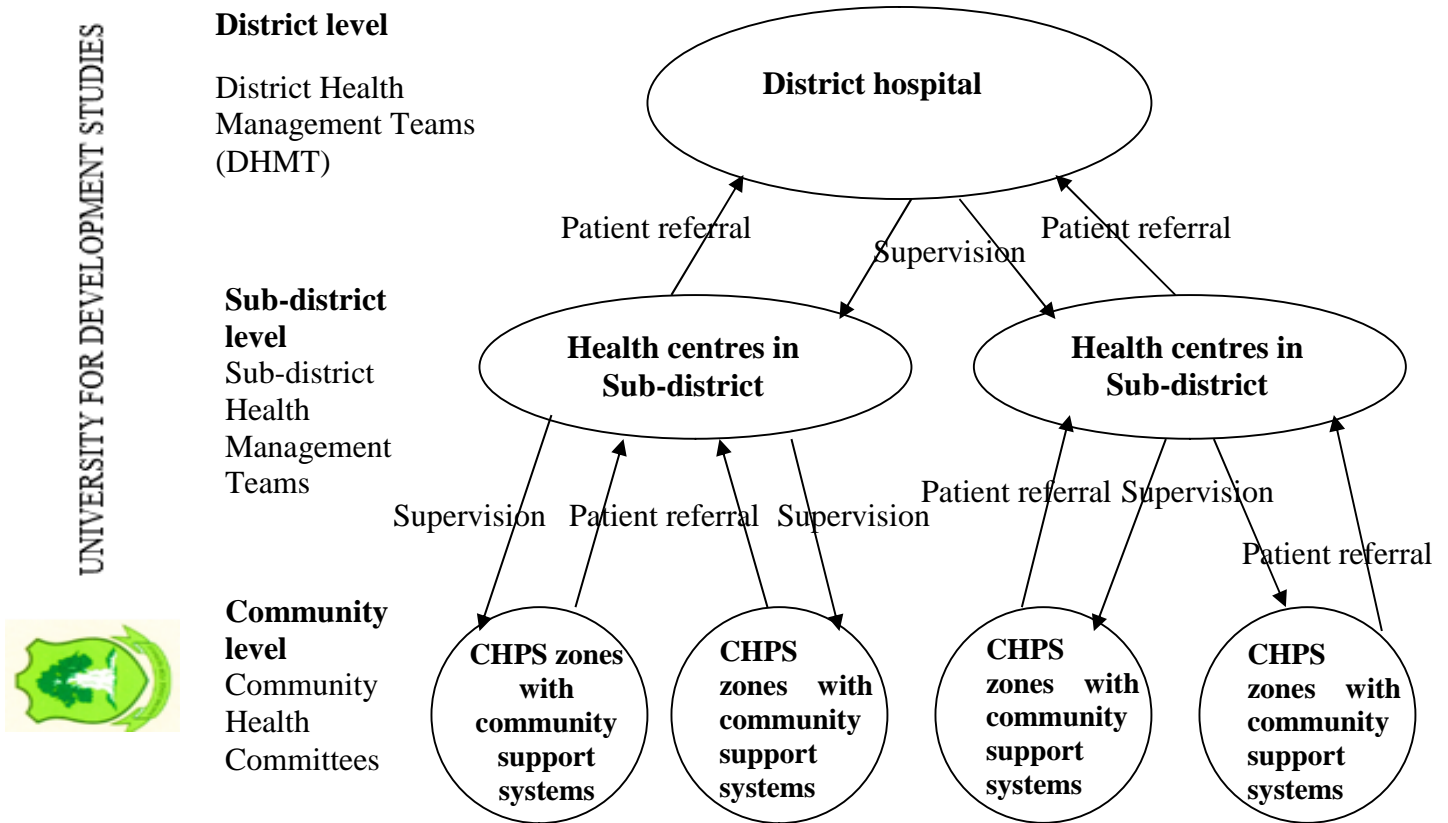 UNIVERSITY FOR DEVELOPMENT STUDIES
District level
District Health
Management Teams
(DHMT)
District hospital
Patient referral
Supervision
Patient referral
Sub-district
level
Sub-district
Health
Management
Teams
Health centres in
Sub-district
Health centres in
Sub-district
Supervision
Patient referral
Supervision
Patient referral
Supervision
Patient referral
Community
level
Community
Health
Committees
CHPS zones
with
community
support
systems
CHPS
zones with
community
support
systems
CHPS
zones with
community
support
systems
CHPS
zones with
community
support
systems